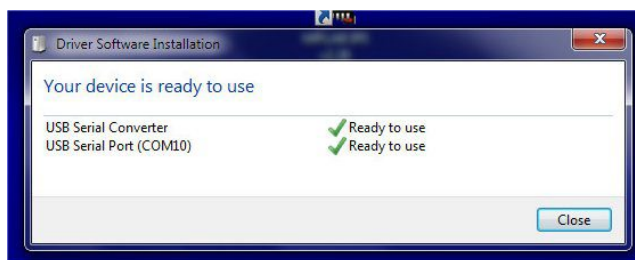 Driver Software Installation
Your device is ready to use
USB Serial Converter Ready to use
USB Serial Port (COM10) Ready to use
Close